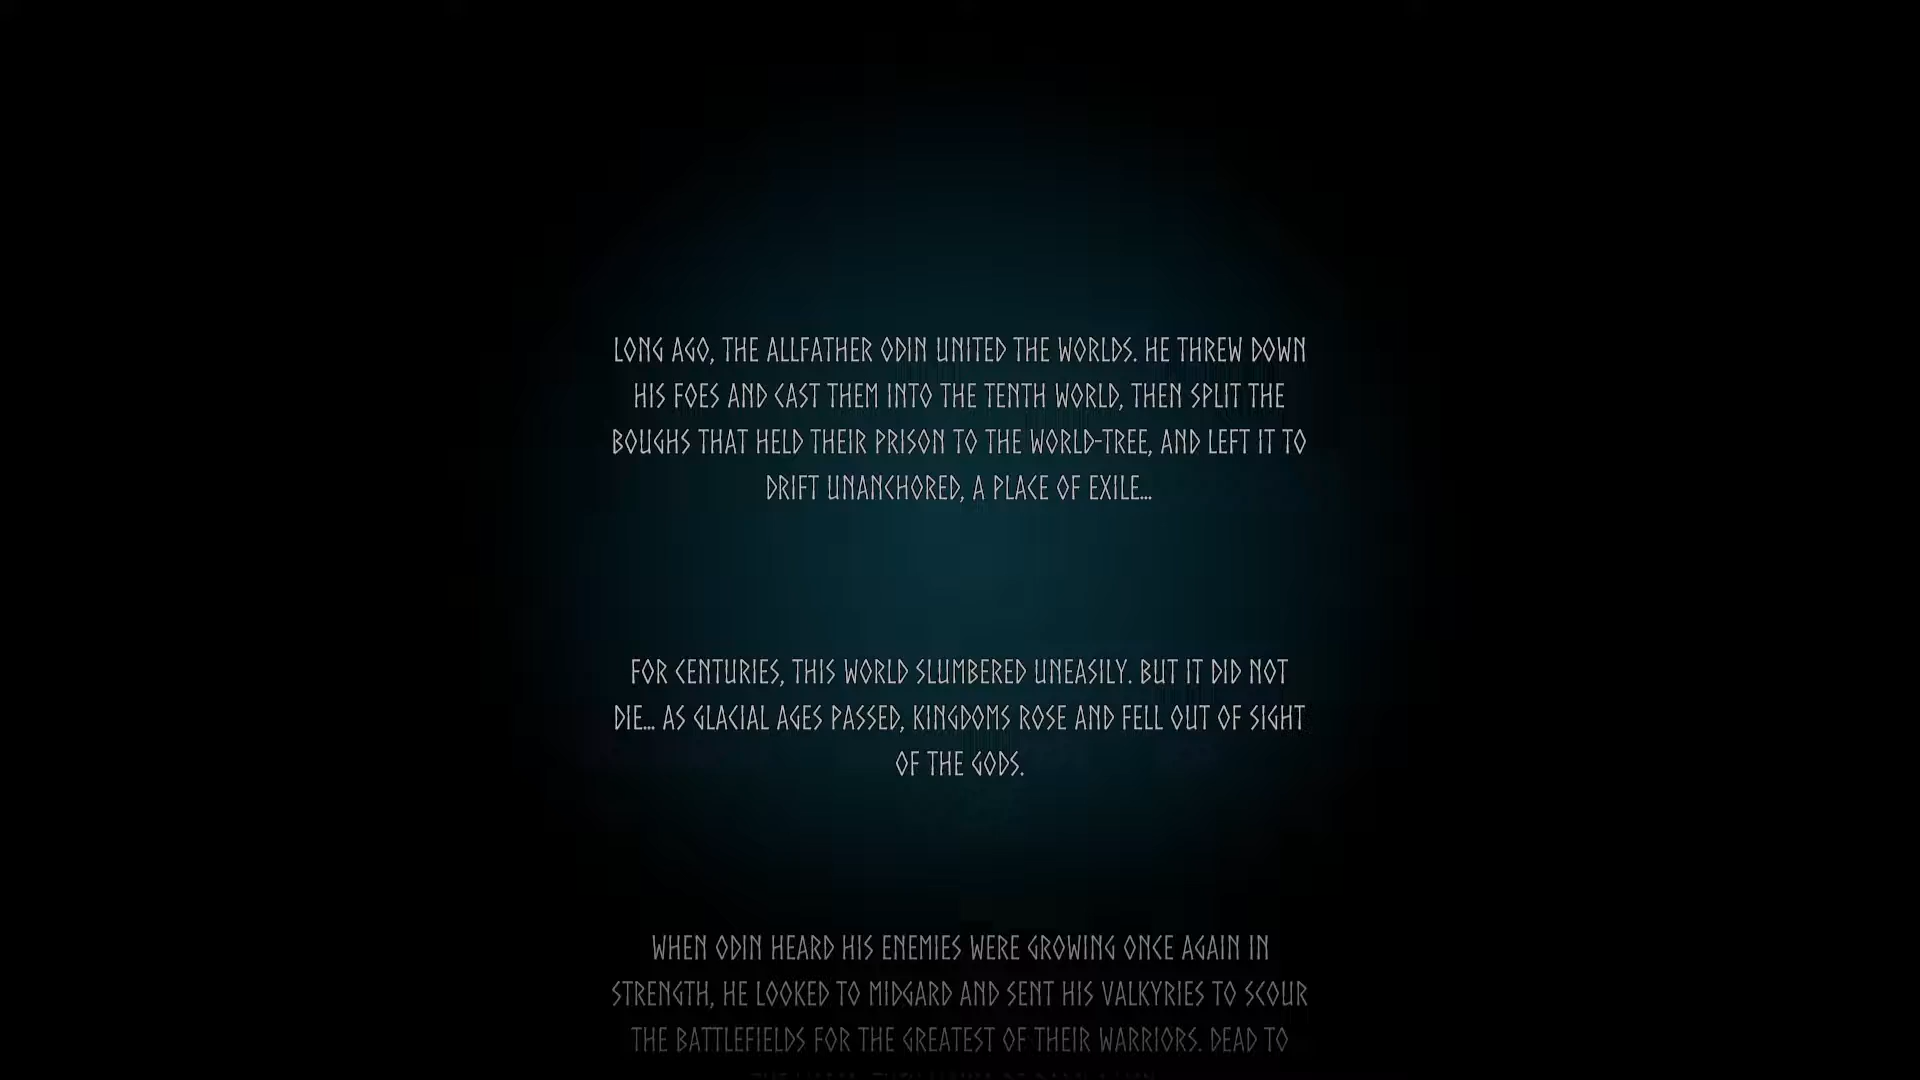 LONG AGO, THE ALLFATHER ODIN UNITED THE WORLDS. HE THREW DOWN
HIS FOES AND CAST THEM INTO THE TENTH WORLD, THEN SPLIT THE
BOUGHS THAT HELD THEIR PRISON TO THE WORLD-TREE, AND LEFT IT TO
DRIFT UNANCHORED, A PLACE OF EXILE...
FOR CENTURIES, THIS WORLD SLUMBERED UNEASILY. BUT IT DID NOT
DIE... AS GLACIAL AGES PASSED, KINGDOMS ROSE AND FELL OUT OF SIGHT
OF THE GODS.
WHEN ODIN HEARD HIS ENEMIES WERE GROWING ONCE AGAIN IN
STRENGTH, HE LOOKED TO MIDGARD AND SENT HIS VALKYRIES TO SCOUR
THE BATTLEFIELDS FOR THE GREATEST OF THEIR WARRIORS. DEAD TO